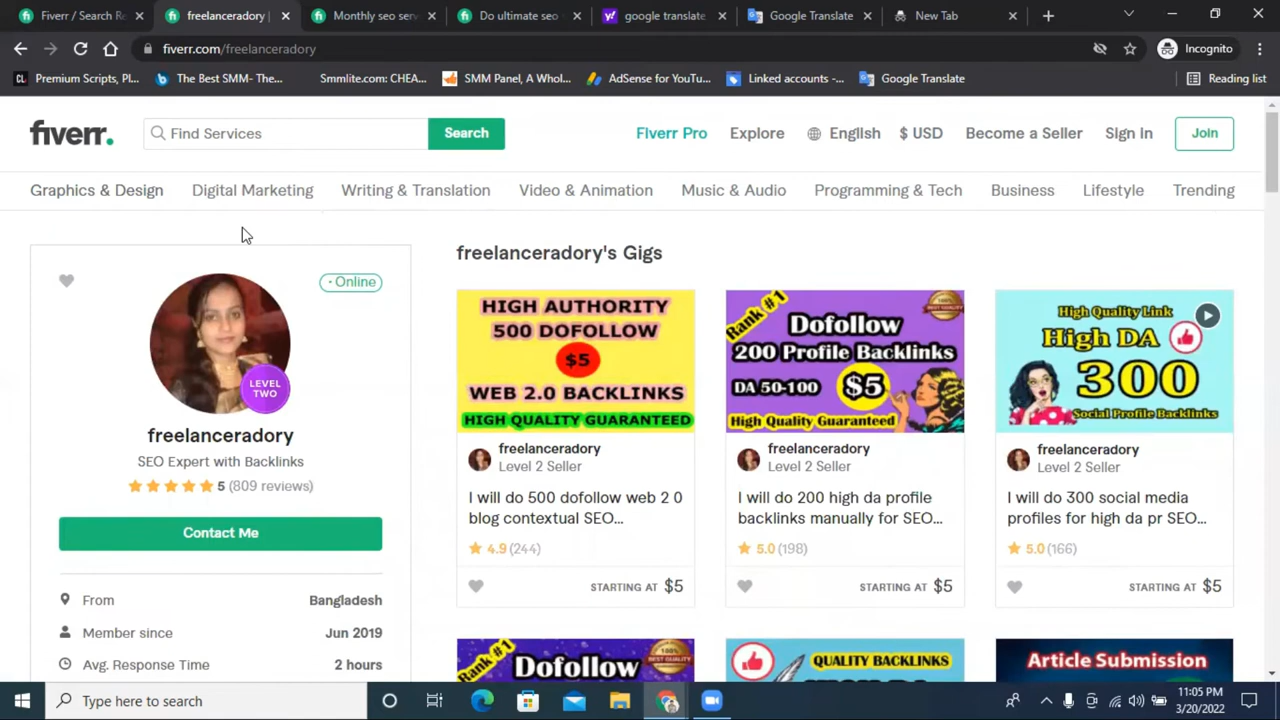 Fiverr / Search R
freelanceradory |
Monthly seo serv
Do ultimate seo
google translate
Google Translate
New Tab
fiverr.com/freelanceradory
Incognito
CL Premium Scripts, Pl...
The Best SMM- The...
Smmlite.com: CHEA...
SMM Panel, A Whol...
AdSense for YouTu...
Linked accounts -...
Google Translate
Reading list
fiverr.
Find Services
Search
Fiverr Pro
Explore
English
$ USD
Become a Seller
Sign In
Join
Graphics & Design
Digital Marketing
Writing & Translation
Video & Animation
Music & Audio
Programming & Tech
Business
Lifestyle
Trending
· Online
LEVEL
TWO
freelanceradory
SEO Expert with Backlinks
5 (809 reviews)
Contact Me
From Bangladesh
Member since Jun 2019
Avg. Response Time 2 hours
freelanceradory's Gigs
HIGH AUTHORITY
500 DOFOLLOW
$5
WEB 2.0 BACKLINKS
HIGH QUALITY GUARANTEED
freelanceradory
Level 2 Seller
I will do 500 dofollow web 2 0
blog contextual SEO...
4.9 (244)
STARTING AT $5
Rank #1
Dofollow
200 Profile Backlinks
DA 50-100 $5
High Quality Guaranteed
freelanceradory
Level 2 Seller
I will do 200 high da profile
backlinks manually for SEO...
5.0 (198)
STARTING AT $5
High Quality Link
High DA
300
Social Profile Backlinks
freelanceradory
Level 2 Seller
I will do 300 social media
profiles for high da pr SEO...
5.0 (166)
STARTING AT $5
Rank #1
Dofollow
QUALITY BACKLINKS
Article Submission
Type here to search
11:05 PM
3/20/2022